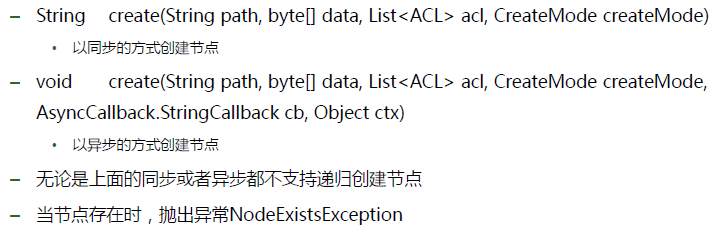 – String create(String path, byte[] data, List<ACL> acl, CreateMode createMode)
• 以同步的方式创建节点
– void create(String path, byte[] data, List<ACL> acl, CreateMode createMode,
AsyncCallback.StringCallback cb, Object ctx)
• 以异步的方式创建节点
– 无论是上面的同步或者异步都不支持递归创建节点
– 当节点存在时，抛出异常NodeExistsException